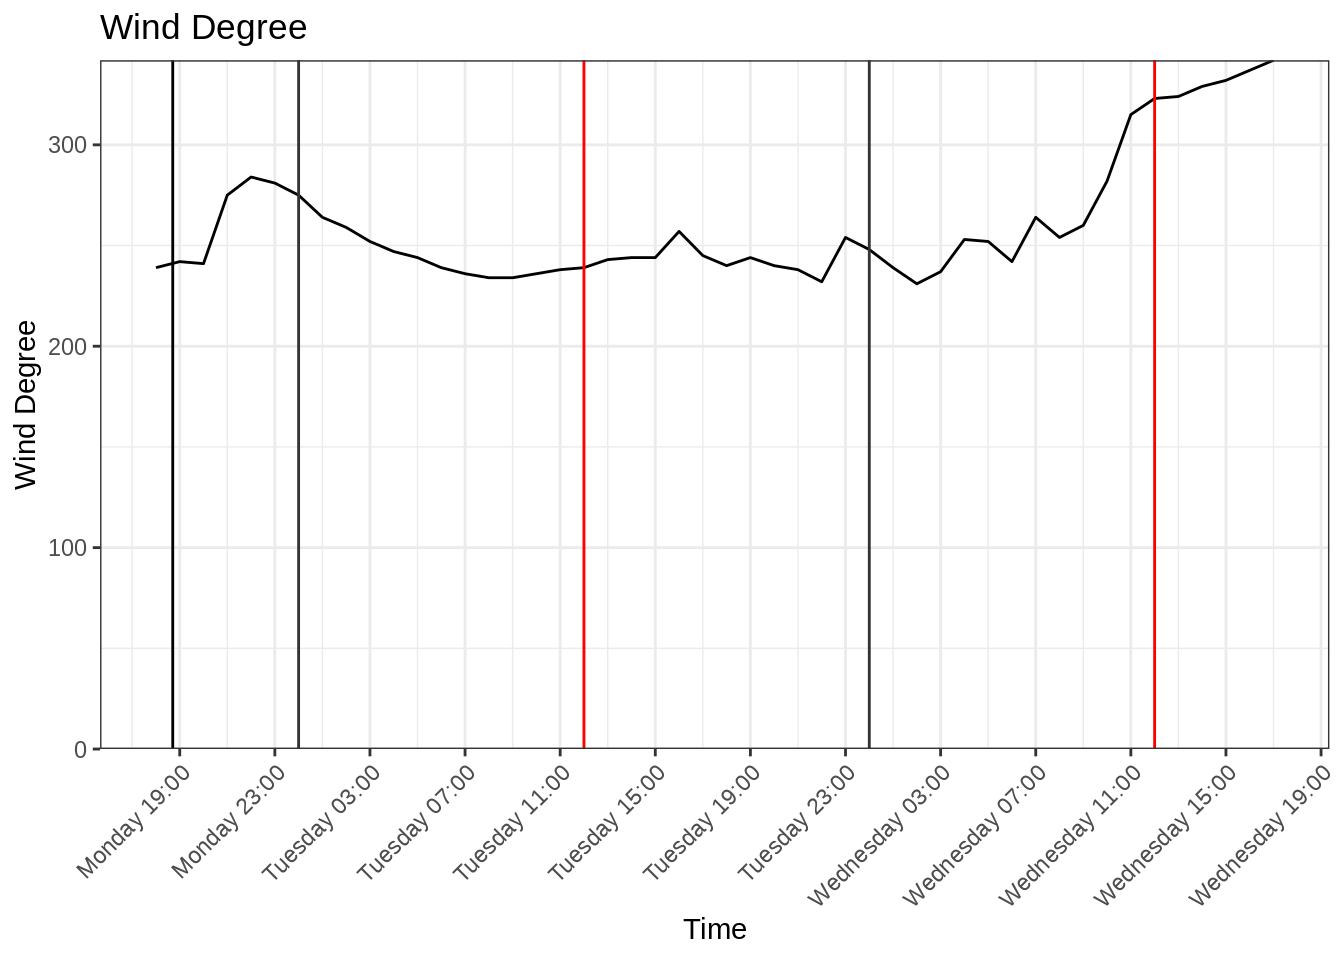 Wind Degree
Wind Degree
300
200
100
0
Monday 19:00
Monday 23:00
Tuesday 03:00
Tuesday 07:00
Tuesday 11:00
Tuesday 15:00
Tuesday 19:00
Tuesday 23:00
Wednesday 03:00
Wednesday 07:00
Wednesday 11:00
Wednesday 15:00
Wednesday 19:00
Time